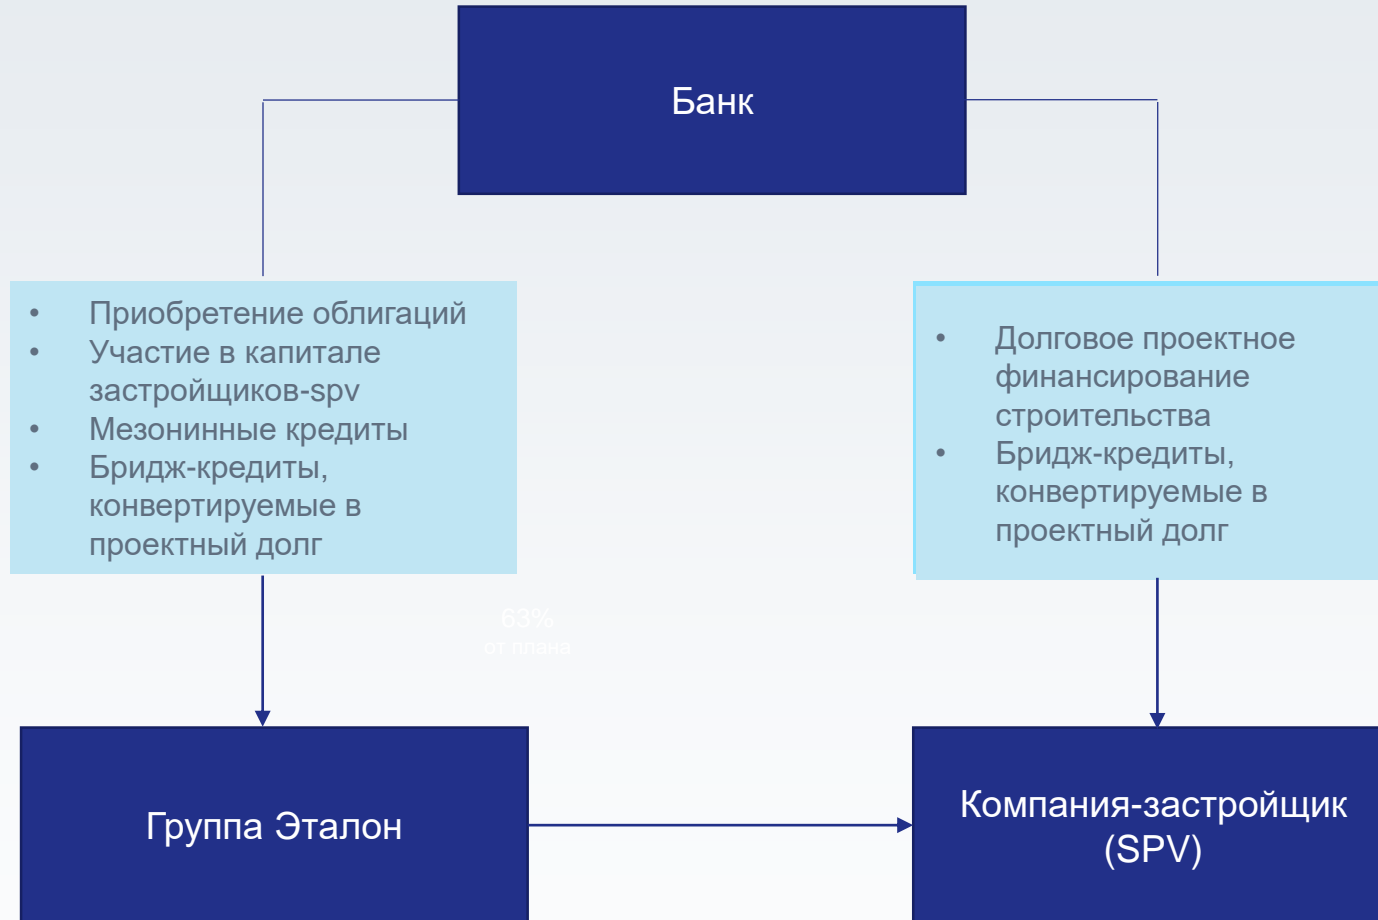 Банк
• Приобретение облигаций
• Участие в капитале
застройщиков-spv
• Мезонинные кредиты
• Бридж-кредиты,
конвертируемые в
проектный долг
• Долговое проектное
финансирование
строительства
• Бридж-кредиты,
конвертируемые в
проектный долг
63%
от плана
Группа Эталон
Компания-застройщик
(SPV)